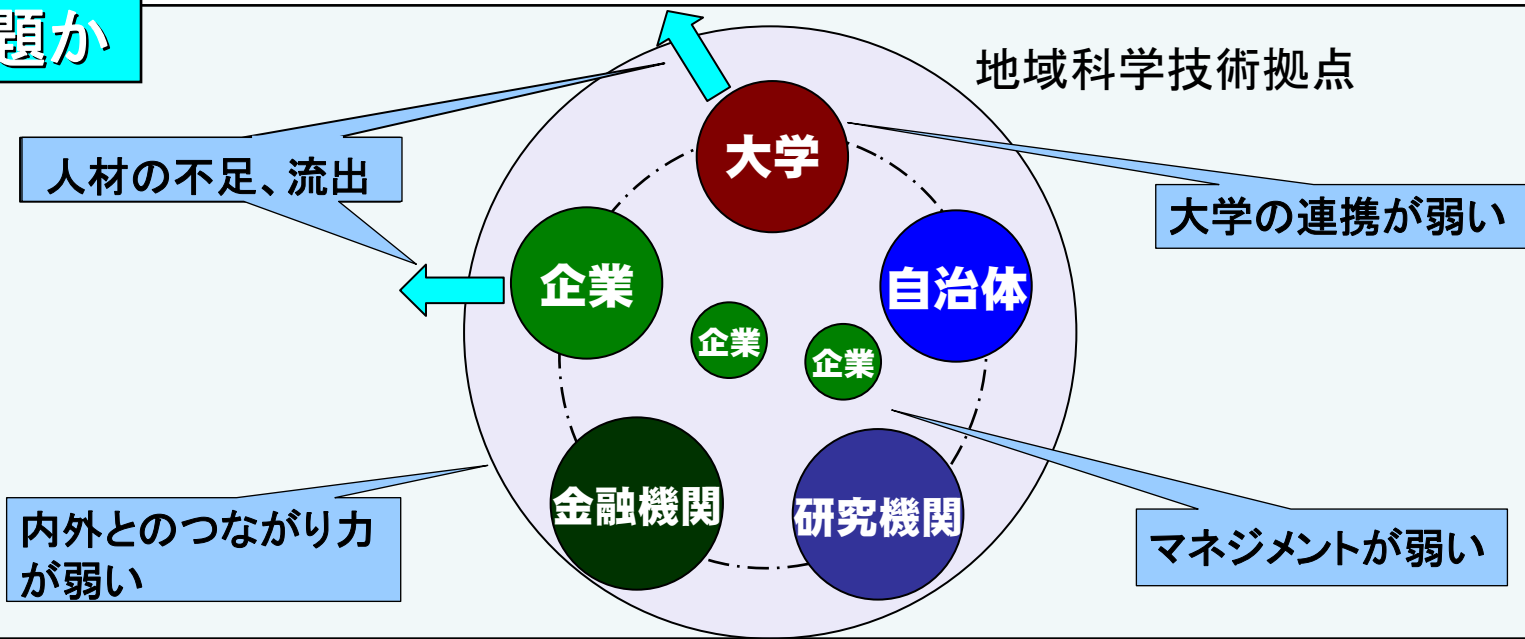 題か
地域科学技術拠点
大学
人材の不足、流出
大学の連携が弱い
企業
自治体
企業
企業
金融機関
研究機関
内外とのつながり力
が弱い
マネジメントが弱い